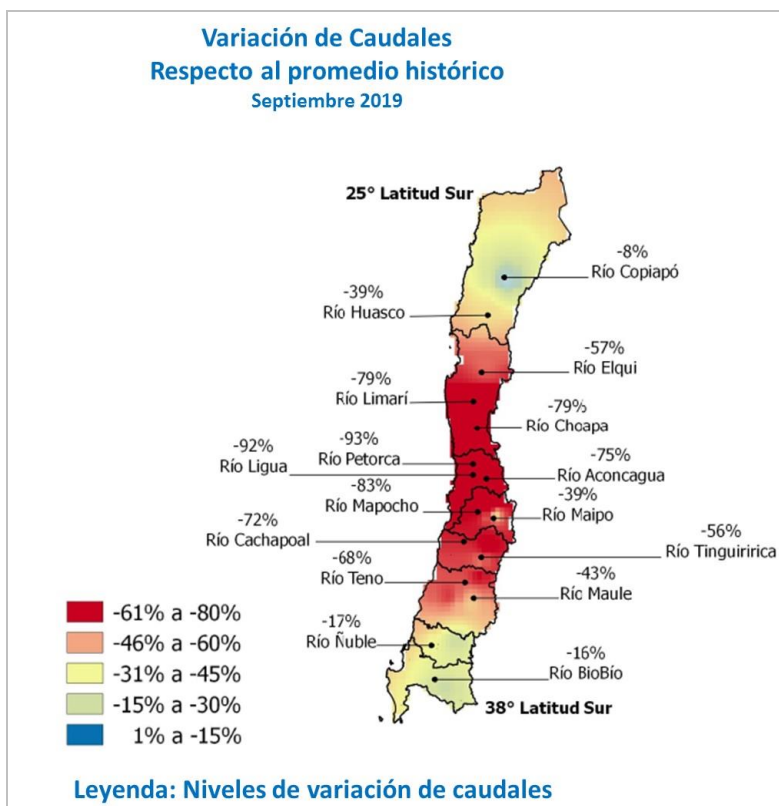 Variación de Caudales
Respecto al promedio histórico
Septiembre 2019
25° Latitud Sur
-8%
Río Copiapó
-39%
Río Huasco
-57%
Río Elqui
-79%
Río Limarí
-79%
Río Choapa
-93%
Río Petorca
-92%
Río Ligua
-75%
Río Aconcagua
-83%
Río Mapocho
-39%
Río Maipo
-72%
Río Cachapoal
-56%
Río Tinguiririca
-68%
Río Teno
-43%
Río Maule
-17%
Río Ñuble
-16%
Río BioBío
38° Latitud Sur
-61% a -80%
-46% a -60%
-31% a -45%
-15% a -30%
1% a -15%
Leyenda: Niveles de variación de caudales